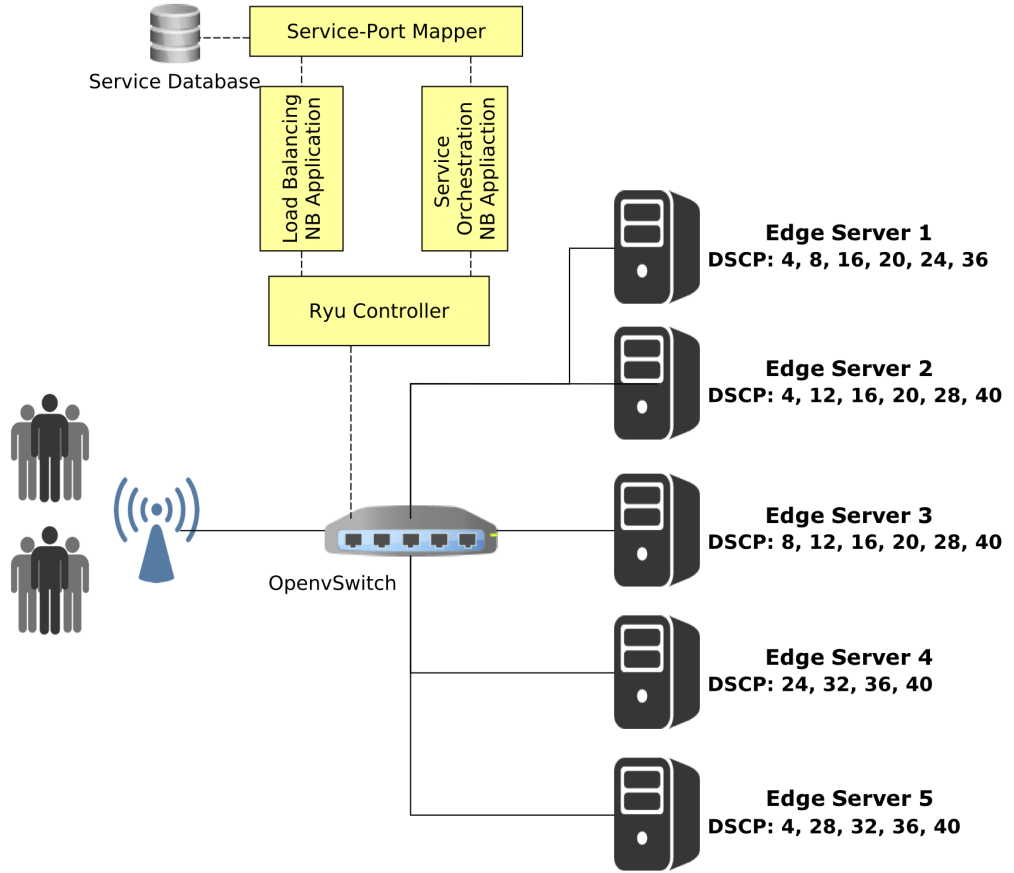 Service-Port Mapper
Service Database
Load Balancing
NB Application
Service
Orchestration
NB Appliaction
Ryu Controller
Edge Server 1
DSCP: 4, 8, 16, 20, 24, 36
Edge Server 2
DSCP: 4, 12, 16, 20, 28, 40
Edge Server 3
DSCP: 8, 12, 16, 20, 28, 40
OpenvSwitch
Edge Server 4
DSCP: 24, 32, 36, 40
Edge Server 5
DSCP: 4, 28, 32, 36, 40